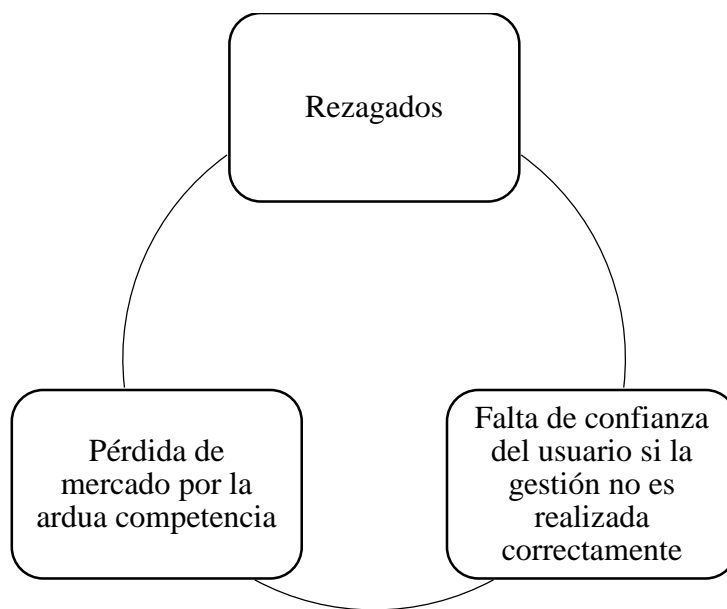 Rezagados
Pérdida de
mercado por la
ardua competencia
Falta de confianza
del usuario si la
gestión no es
realizada
correctamente